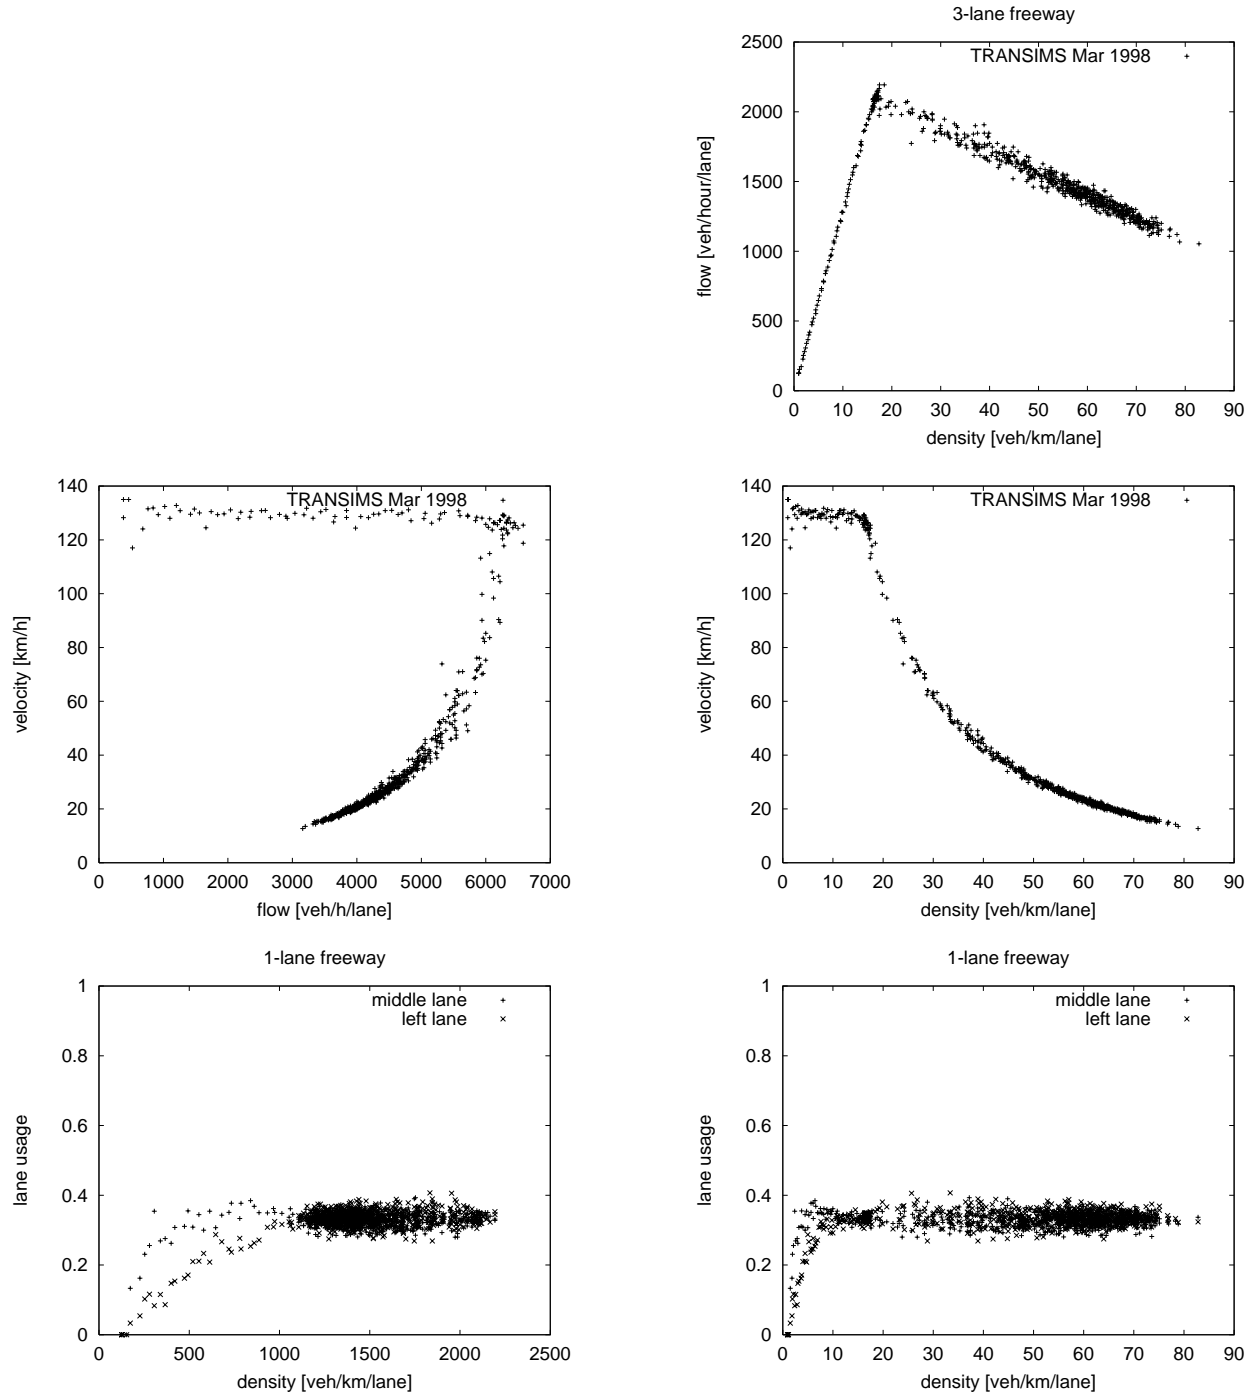 3-lane freeway
2500
2000
1500
1000
500
0
TRANSIMS Mar 1998
flow [veh/hour/lane]
0 10 20 30 40 50 60 70 80 90
density [veh/km/lane]
140
120
100
80
60
40
20
0
TRANSIMS Mar 1998
velocity [km/h]
0 1000 2000 3000 4000 5000 6000 7000
flow [veh/h/lane]
140
120
100
80
60
40
20
0
TRANSIMS Mar 1998
velocity [km/h]
0 10 20 30 40 50 60 70 80 90
density [veh/km/lane]
1-lane freeway
1
0.8
0.6
0.4
0.2
0
middle lane
left lane
lane usage
0 500 1000 1500 2000 2500
density [veh/km/lane]
1-lane freeway
1
0.8
0.6
0.4
0.2
0
middle lane
left lane
lane usage
0 10 20 30 40 50 60 70 80 90
density [veh/km/lane]